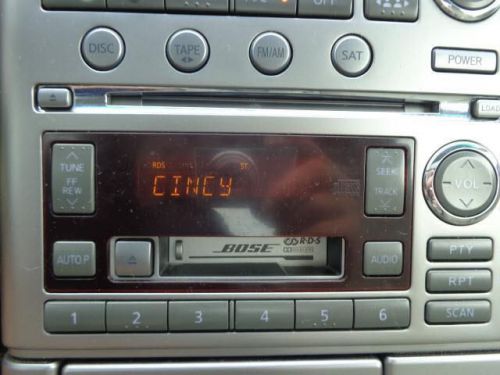 OFF
DISC TAPE FM/AM SAT POWER
LOAD
TUNE
FF
REW
RDS ST
CINCY
SEEK
TRACK
VOL
BOSE R·D·S
AUTO.P AUDIO
PTY
RPT
SCAN
1 2 3 4 5 6